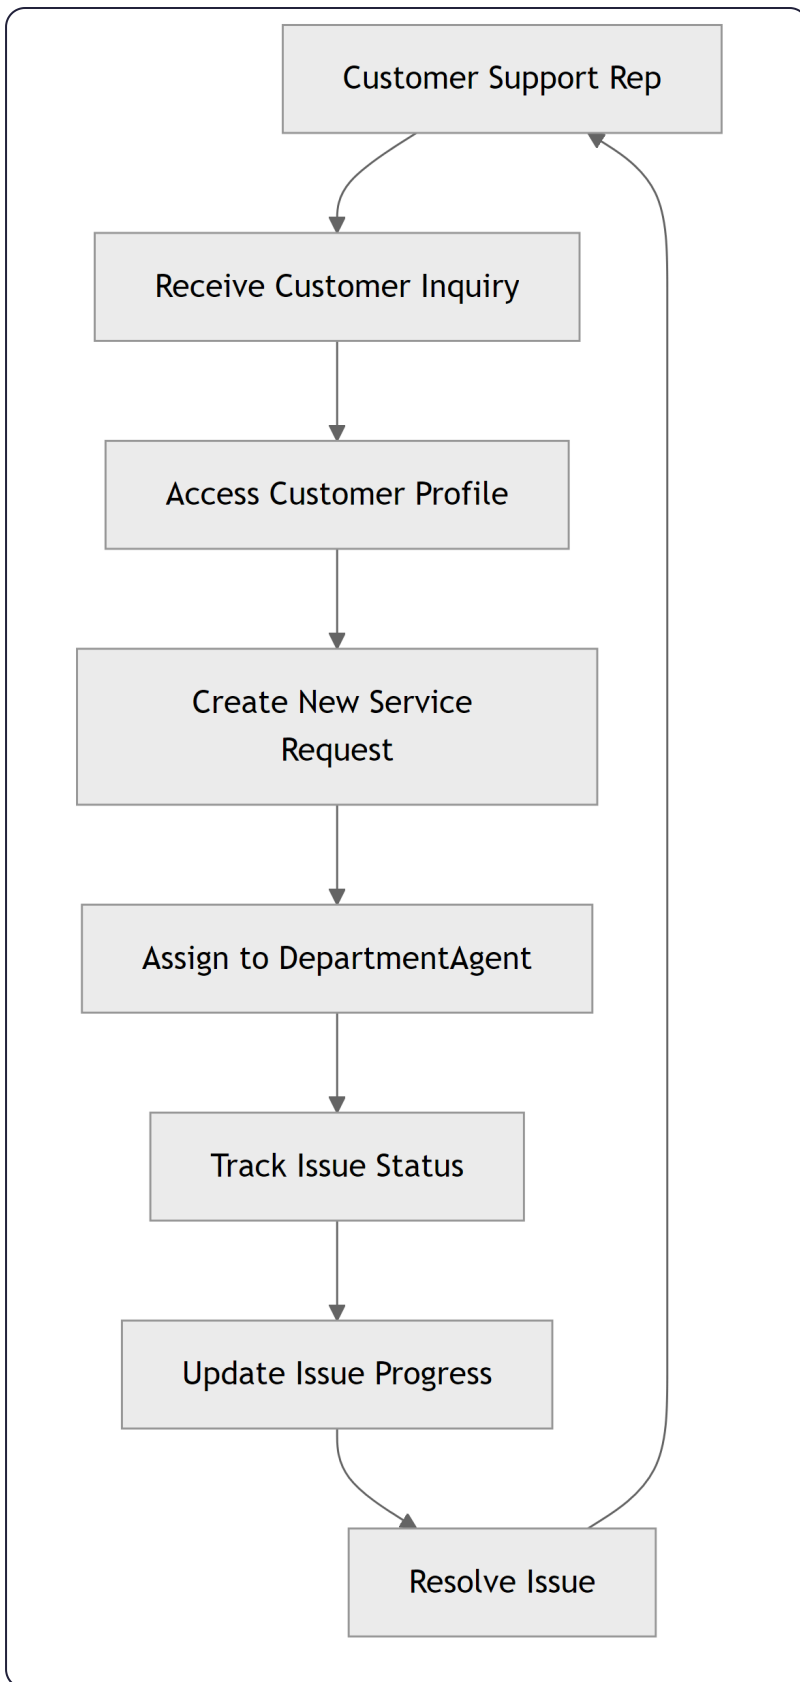 Customer Support Rep
Receive Customer Inquiry
Access Customer Profile
Create New Service
Request
Assign to DepartmentAgent
Track Issue Status
Update Issue Progress
Resolve Issue